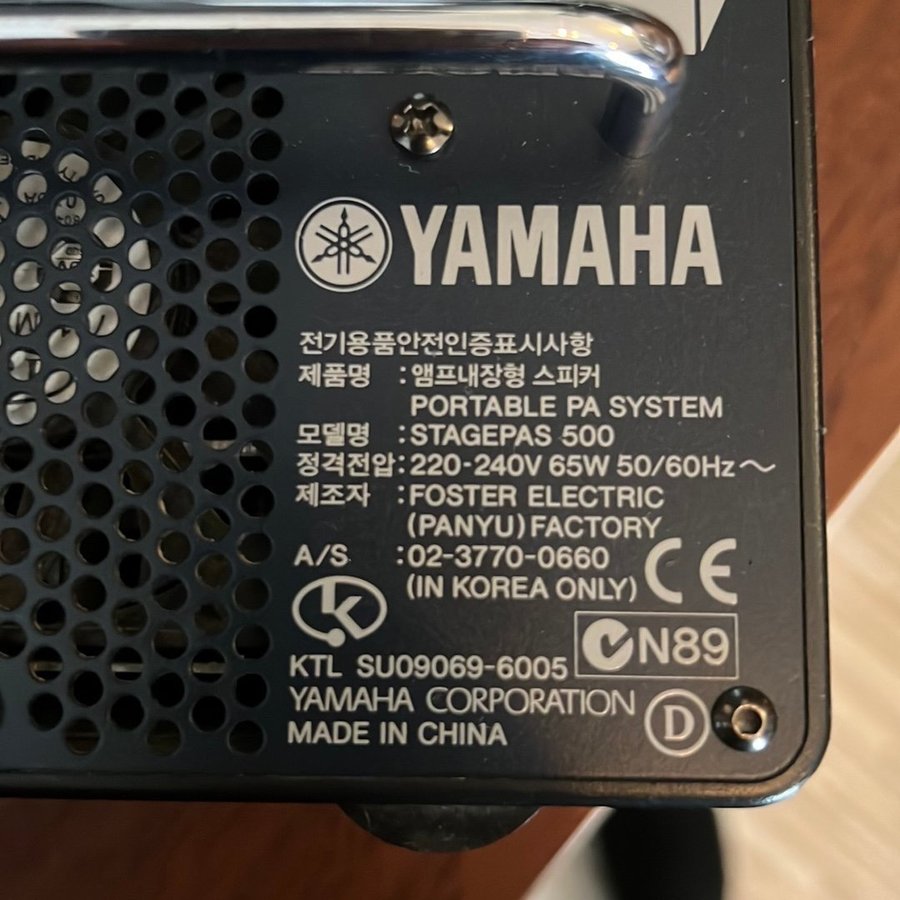 YAMAHA
전기용품안전인증표시사항
제품명 :앰프내장형 스피커
PORTABLE PA SYSTEM
모델명 :STAGEPAS 500
정격전압:220-240V 65W 50/60Hz～
제조자 :FOSTER ELECTRIC
(PANYU) FACTORY
A/S :02-3770-0660
(IN KOREA ONLY)
CE
N89
KTL SU09069-6005
YAMAHA CORPORATION
D
MADE IN CHINA